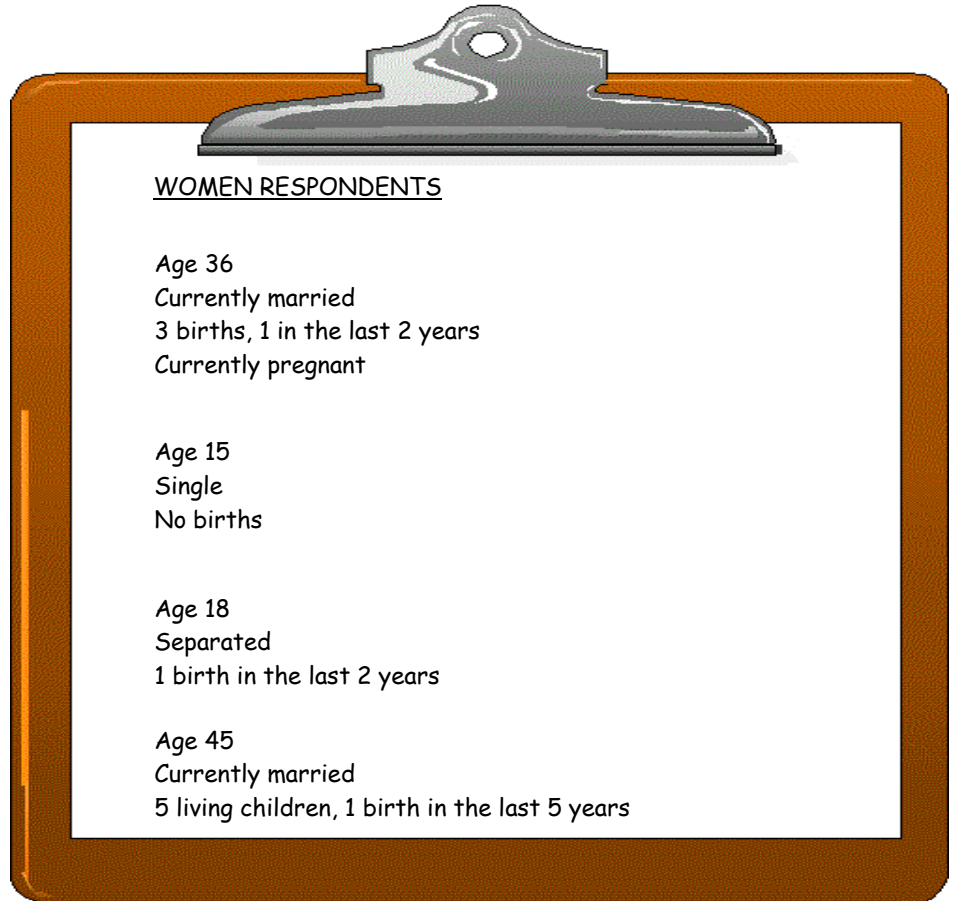 WOMEN RESPONDENTS
Age 36
Currently married
3 births, 1 in the last 2 years
Currently pregnant
Age 15
Single
No births
Age 18
Separated
1 birth in the last 2 years
Age 45
Currently married
5 living children, 1 birth in the last 5 years